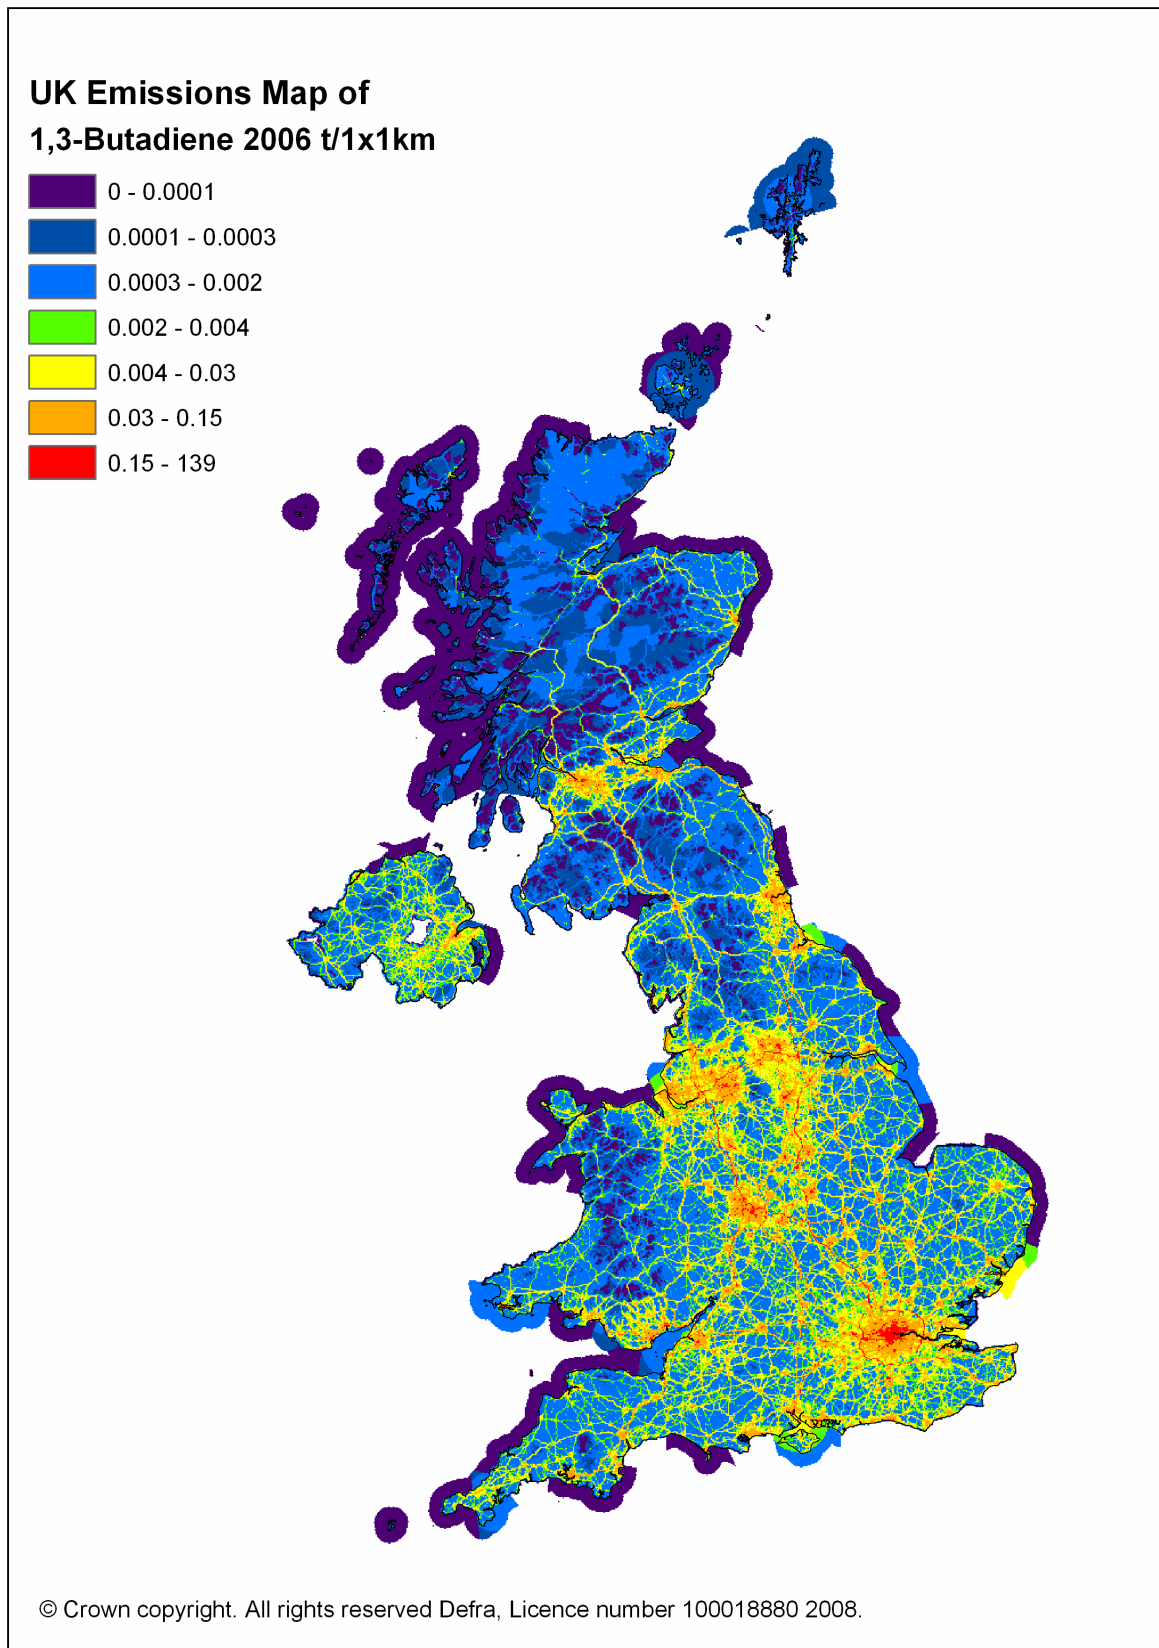 UK Emissions Map of
1,3-Butadiene 2006 t/1x1km
0 - 0.0001
0.0001 - 0.0003
0.0003 - 0.002
0.002 - 0.004
0.004 - 0.03
0.03 - 0.15
0.15 - 139
© Crown copyright. All rights reserved Defra, Licence number 100018880 2008.